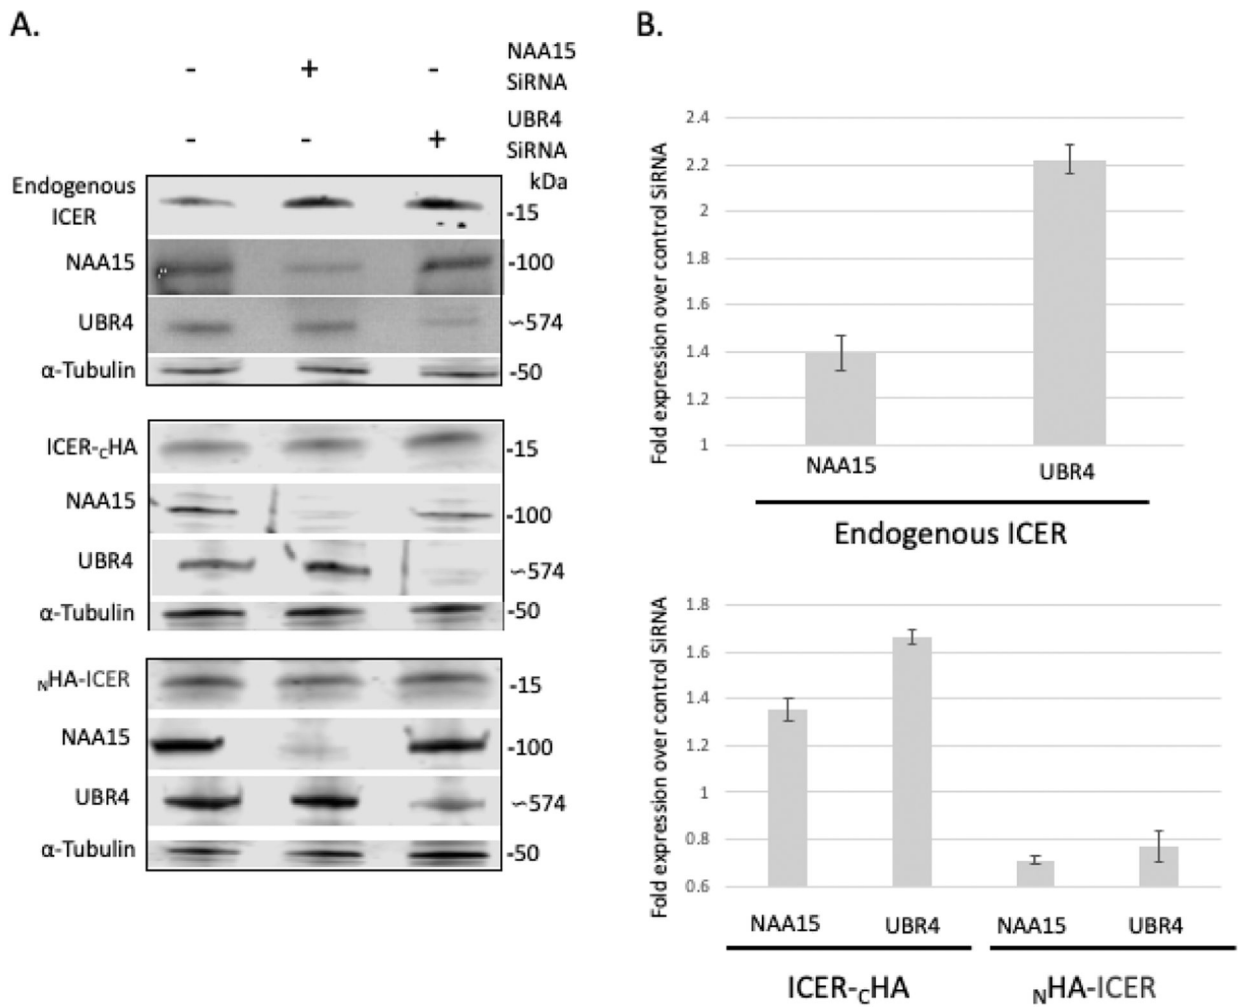 A.
NAA15
SiRNA
- + -
UBR4
SiRNA
- - +
kDa
Endogenous
ICER
-15
NAA15
-100
UBR4
~574
α-Tubulin
-50
ICER-CHA
-15
NAA15
-100
UBR4
~574
α-Tubulin
-50
NHA-ICER
-15
NAA15
-100
UBR4
~574
α-Tubulin
-50
B.
Fold expression over control SiRNA
2.4
2.2
2
1.8
1.6
1.4
1.2
1
NAA15 UBR4
Endogenous ICER
Fold expression over control SiRNA
1.8
1.6
1.4
1.2
1
0.8
0.6
NAA15 UBR4 NAA15 UBR4
ICER-CHA NHA-ICER